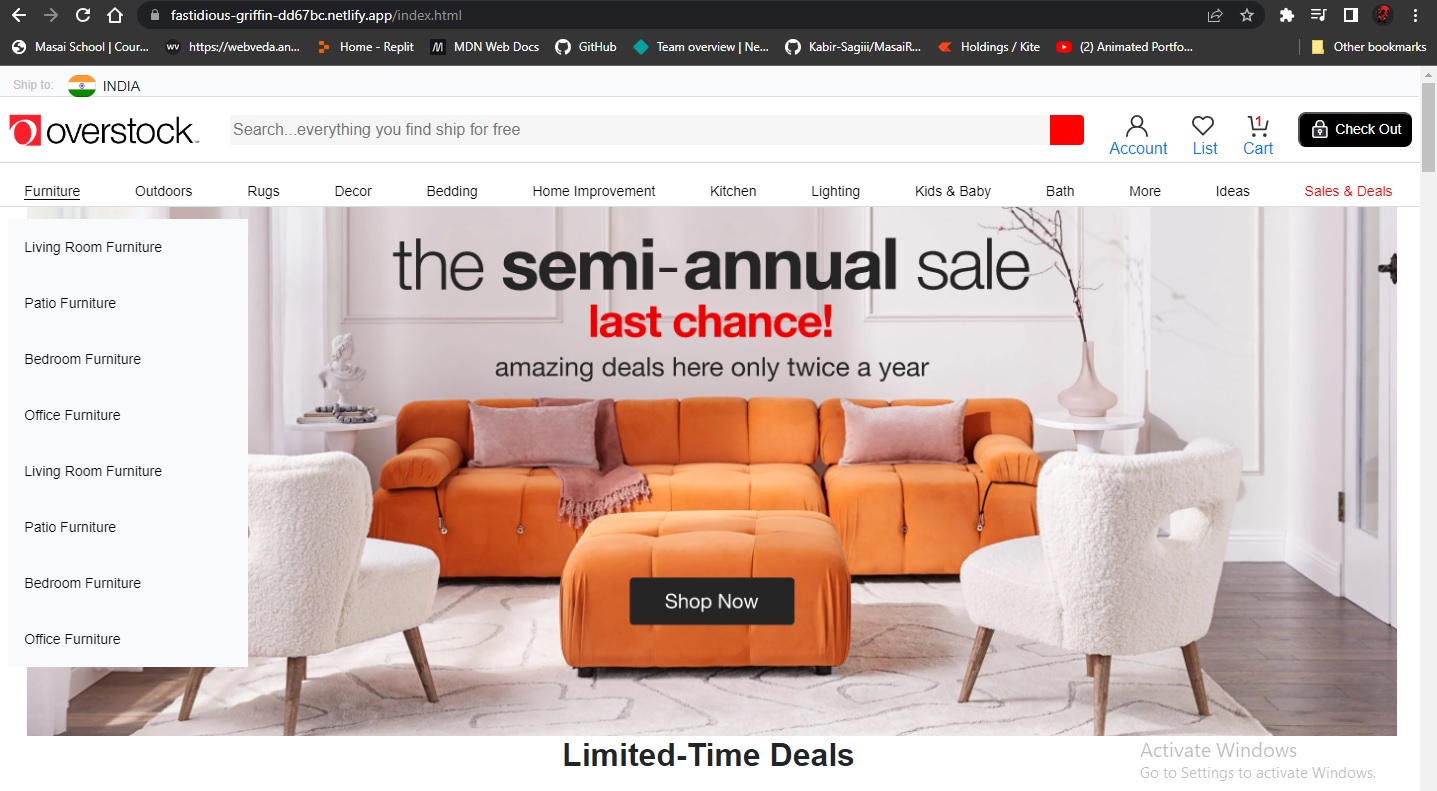 fastidious-griffin-dd67bc.netlify.app/index.html
Masai School | Cour... wv https://webveda.an... Home - Replit M MDN Web Docs GitHub Team overview | Ne... Kabir-Sagiii/MasaiR... Holdings / Kite (2) Animated Portfo... Other bookmarks
Ship to: INDIA
overstock Search...everything you find ship for free 1 Check Out
Account List Cart
Furniture Outdoors Rugs Decor Bedding Home Improvement Kitchen Lighting Kids & Baby Bath More Ideas Sales & Deals
Living Room Furniture
Patio Furniture
Bedroom Furniture
Office Furniture
Living Room Furniture
Patio Furniture
Bedroom Furniture
Office Furniture
the semi-annual sale
last chance!
amazing deals here only twice a year
Shop Now
Limited-Time Deals
Activate Windows
Go to Settings to activate Windows.